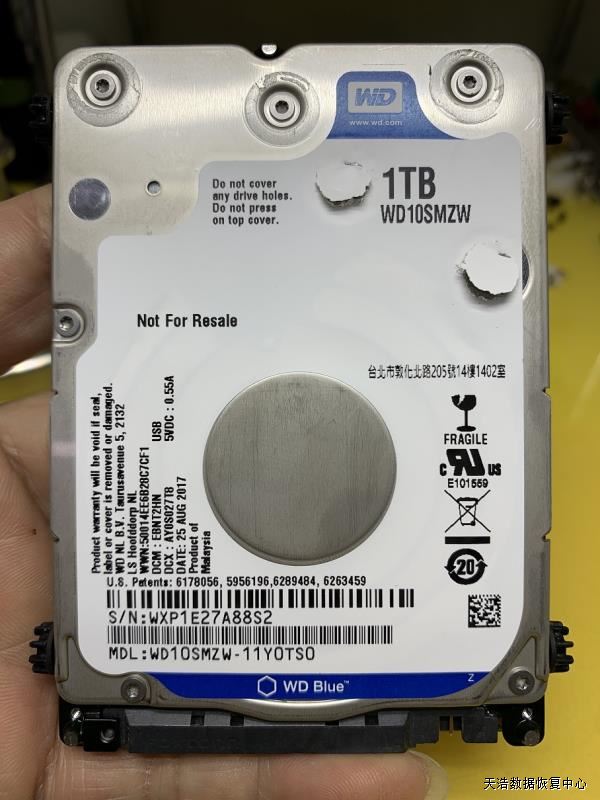 WD
www.wd.com
Do not cover
any drive holes.
Do not press
on top cover.
1TB
WD10SMZW
Not For Resale
台北市敦化北路205號14樓1402室
FRAGILE
C RU US
E101559
20
Product warranty will be void if seal,
label or cover is removed or damaged.
WD NL B.V. Taurusavenue 5, 2132
LS Hoofddorp NL
WWN:50014EE6B28C7CF1
DCM : EBNT2HN USB
DCX : AY0S027T8 5VDC : 0.55A
DATE: 25 AUG 2017
Product of
Malaysia
U.S. Patents: 6178056, 5956196,6289484, 6263459
S/N:WXP1E27A88S2
MDL:WD10SMZW-11Y0TS0
WD Blue™
Z
天浩数据恢复中心